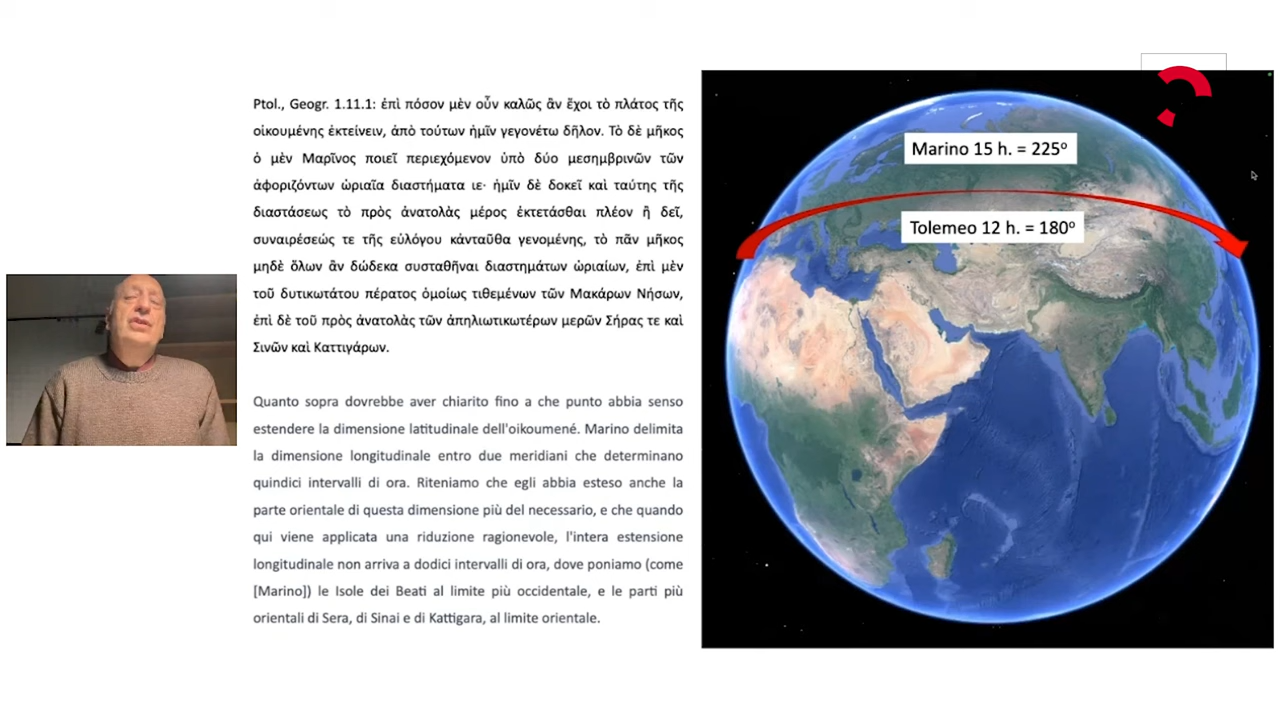 Ptol., Geogr. 1.11.1: ἐπὶ πόσον μὲν οὖν καλῶς ἂν ἔχοι τὸ πλάτος τῆς
οἰκουμένης ἐκτείνειν, ἀπὸ τούτων ἡμῖν γεγονέτω δῆλον. Τὸ δὲ μῆκος
ὁ μὲν Μαρῖνος ποιεῖ περιεχόμενον ὑπὸ δύο μεσημβρινῶν τῶν
ἀφοριζόντων ὡριαῖα διαστήματα ιε· ἡμῖν δὲ δοκεῖ καὶ ταύτης τῆς
διαστάσεως τὸ πρὸς ἀνατολὰς μέρος ἐκτετάσθαι πλέον ἢ δεῖ,
συναιρέσεώς τε τῆς εὐλόγου κἀνταῦθα γενομένης, τὸ πᾶν μῆκος
μηδὲ ὅλων ἂν δώδεκα συσταθῆναι διαστημάτων ὡριαίων, ἐπὶ μὲν
τοῦ δυτικωτάτου πέρατος ὁμοίως τιθεμένων τῶν Μακάρων Νήσων,
ἐπὶ δὲ τοῦ πρὸς ἀνατολὰς τῶν ἀπηλιωτικωτέρων μερῶν Σήρας τε καὶ
Σινῶν καὶ Καττιγάρων.
Quanto sopra dovrebbe aver chiarito fino a che punto abbia senso
estendere la dimensione latitudinale dell'oikoumené. Marino delimita
la dimensione longitudinale entro due meridiani che determinano
quindici intervalli di ora. Riteniamo che egli abbia esteso anche la
parte orientale di questa dimensione più del necessario, e che quando
qui viene applicata una riduzione ragionevole, l'intera estensione
longitudinale non arriva a dodici intervalli di ora, dove poniamo (come
[Marino]) le Isole dei Beati al limite più occidentale, e le parti più
orientali di Sera, di Sinai e di Kattigara, al limite orientale.
Marino 15 h. = 225º
Tolemeo 12 h. = 180º